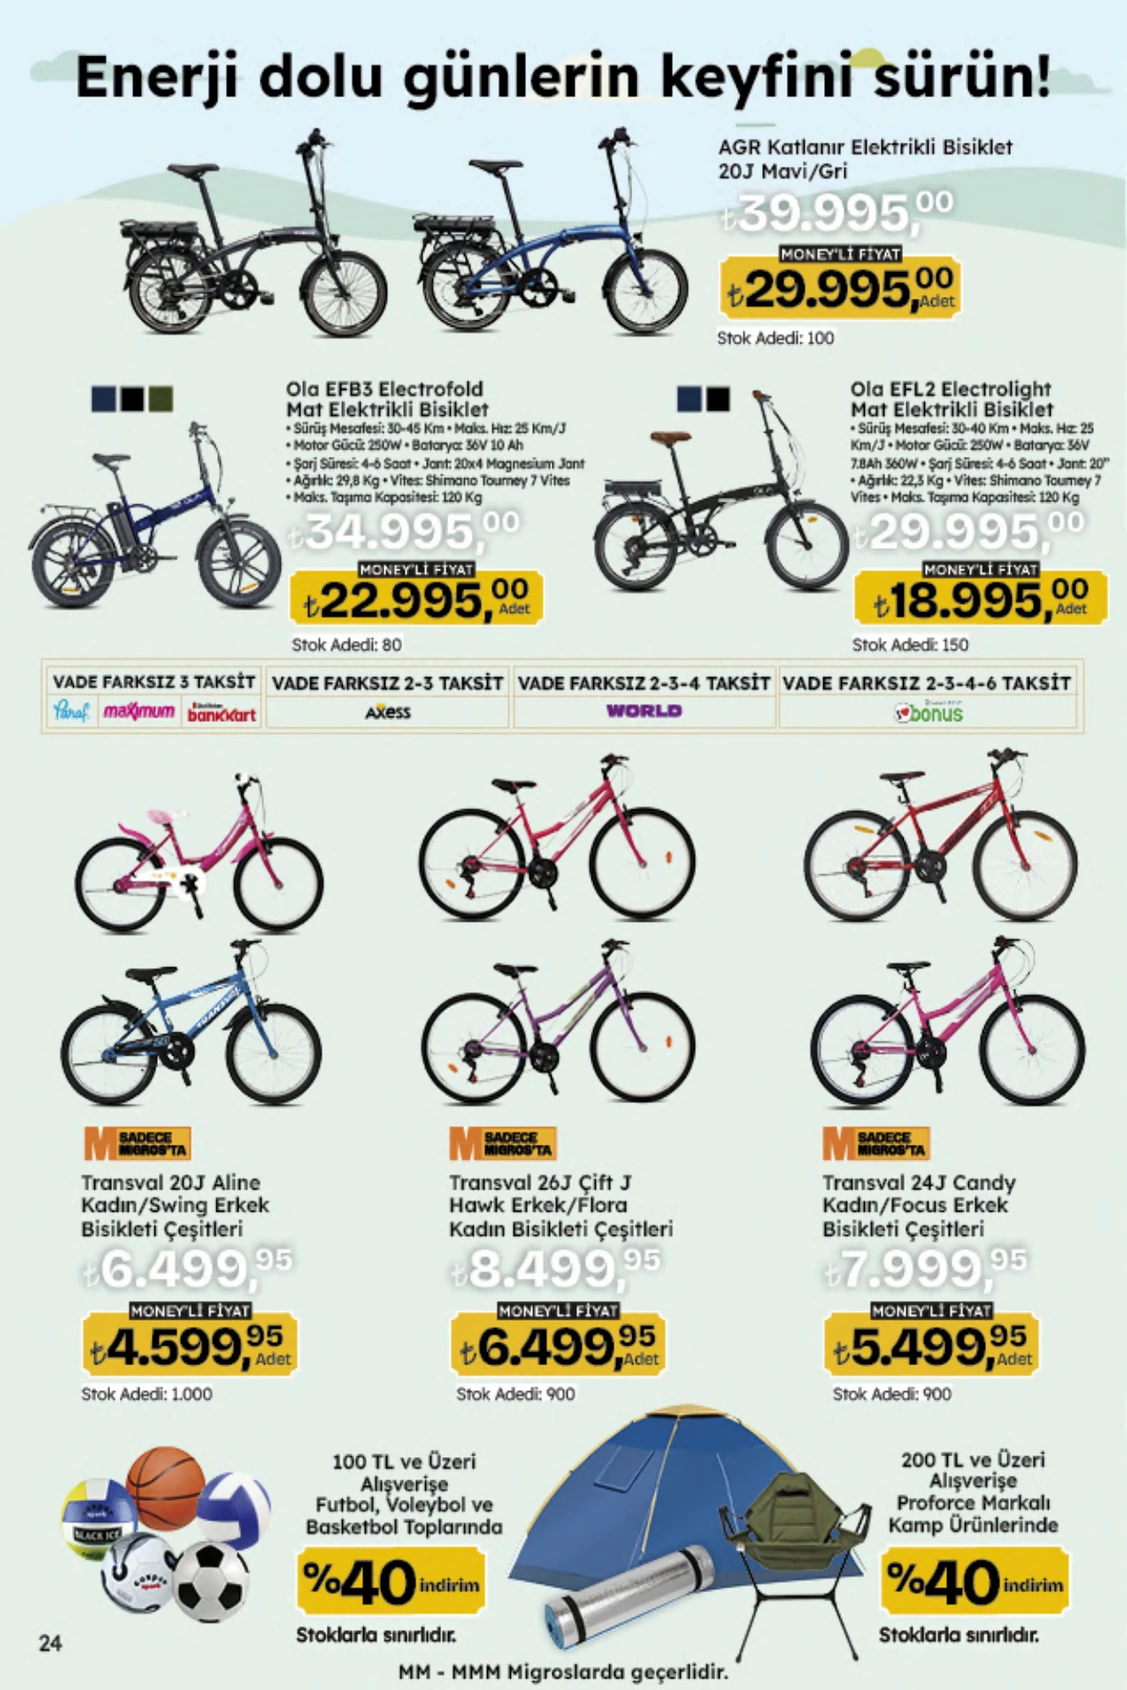 Enerji dolu günlerin keyfini sürün!
AGR Katlanır Elektrikli Bisiklet
20J Mavi/Gri
₺39.995,00
MONEY'Lİ FİYAT
₺29.995,00
Adet
Stok Adedi: 100
Ola EFB3 Electrofold
Mat Elektrikli Bisiklet
• Sürüş Mesafesi: 30-45 Km • Maks. Hız: 25 Km/J
• Motor Gücü: 250W • Batarya: 36V 10 Ah
• Şarj Süresi: 4-6 Saat • Jant: 20x4 Magnesium Jant
• Ağırlık: 29,8 Kg • Vites: Shimano Tourney 7 Vites
• Maks. Taşıma Kapasitesi: 120 Kg
₺34.995,00
MONEY'Lİ FİYAT
₺22.995,00
Adet
Stok Adedi: 80
Ola EFL2 Electrolight
Mat Elektrikli Bisiklet
• Sürüş Mesafesi: 30-40 Km • Maks. Hız: 25
Km/J • Motor Gücü: 250W • Batarya: 36V
7.8Ah 360W • Şarj Süresi: 4-6 Saat • Jant: 20"
• Ağırlık: 22,3 Kg • Vites: Shimano Tourney 7
Vites • Maks. Taşıma Kapasitesi: 120 Kg
₺29.995,00
MONEY'Lİ FİYAT
₺18.995,00
Adet
Stok Adedi: 150
VADE FARKSIZ 3 TAKSİT
Paraf maximum bankkart
VADE FARKSIZ 2-3 TAKSİT
AXess
VADE FARKSIZ 2-3-4 TAKSİT
WORLD
VADE FARKSIZ 2-3-4-6 TAKSİT
bonus
TRANSVAL
M SADECE
MİGROS'TA
Transval 20J Aline
Kadın/Swing Erkek
Bisikleti Çeşitleri
₺6.499,95
MONEY'Lİ FİYAT
₺4.599,95
Adet
Stok Adedi: 1.000
M SADECE
MİGROS'TA
Transval 26J Çift J
Hawk Erkek/Flora
Kadın Bisikleti Çeşitleri
₺8.499,95
MONEY'Lİ FİYAT
₺6.499,95
Adet
Stok Adedi: 900
M SADECE
MİGROS'TA
Transval 24J Candy
Kadın/Focus Erkek
Bisikleti Çeşitleri
₺7.999,95
MONEY'Lİ FİYAT
₺5.499,95
Adet
Stok Adedi: 900
BLACK ICE
100 TL ve Üzeri
Alışverişe
Futbol, Voleybol ve
Basketbol Toplarında
%40 indirim
Stoklarla sınırlıdır.
200 TL ve Üzeri
Alışverişe
Proforce Markalı
Kamp Ürünlerinde
%40 indirim
Stoklarla sınırlıdır.
24
MM - MMM Migroslarda geçerlidir.